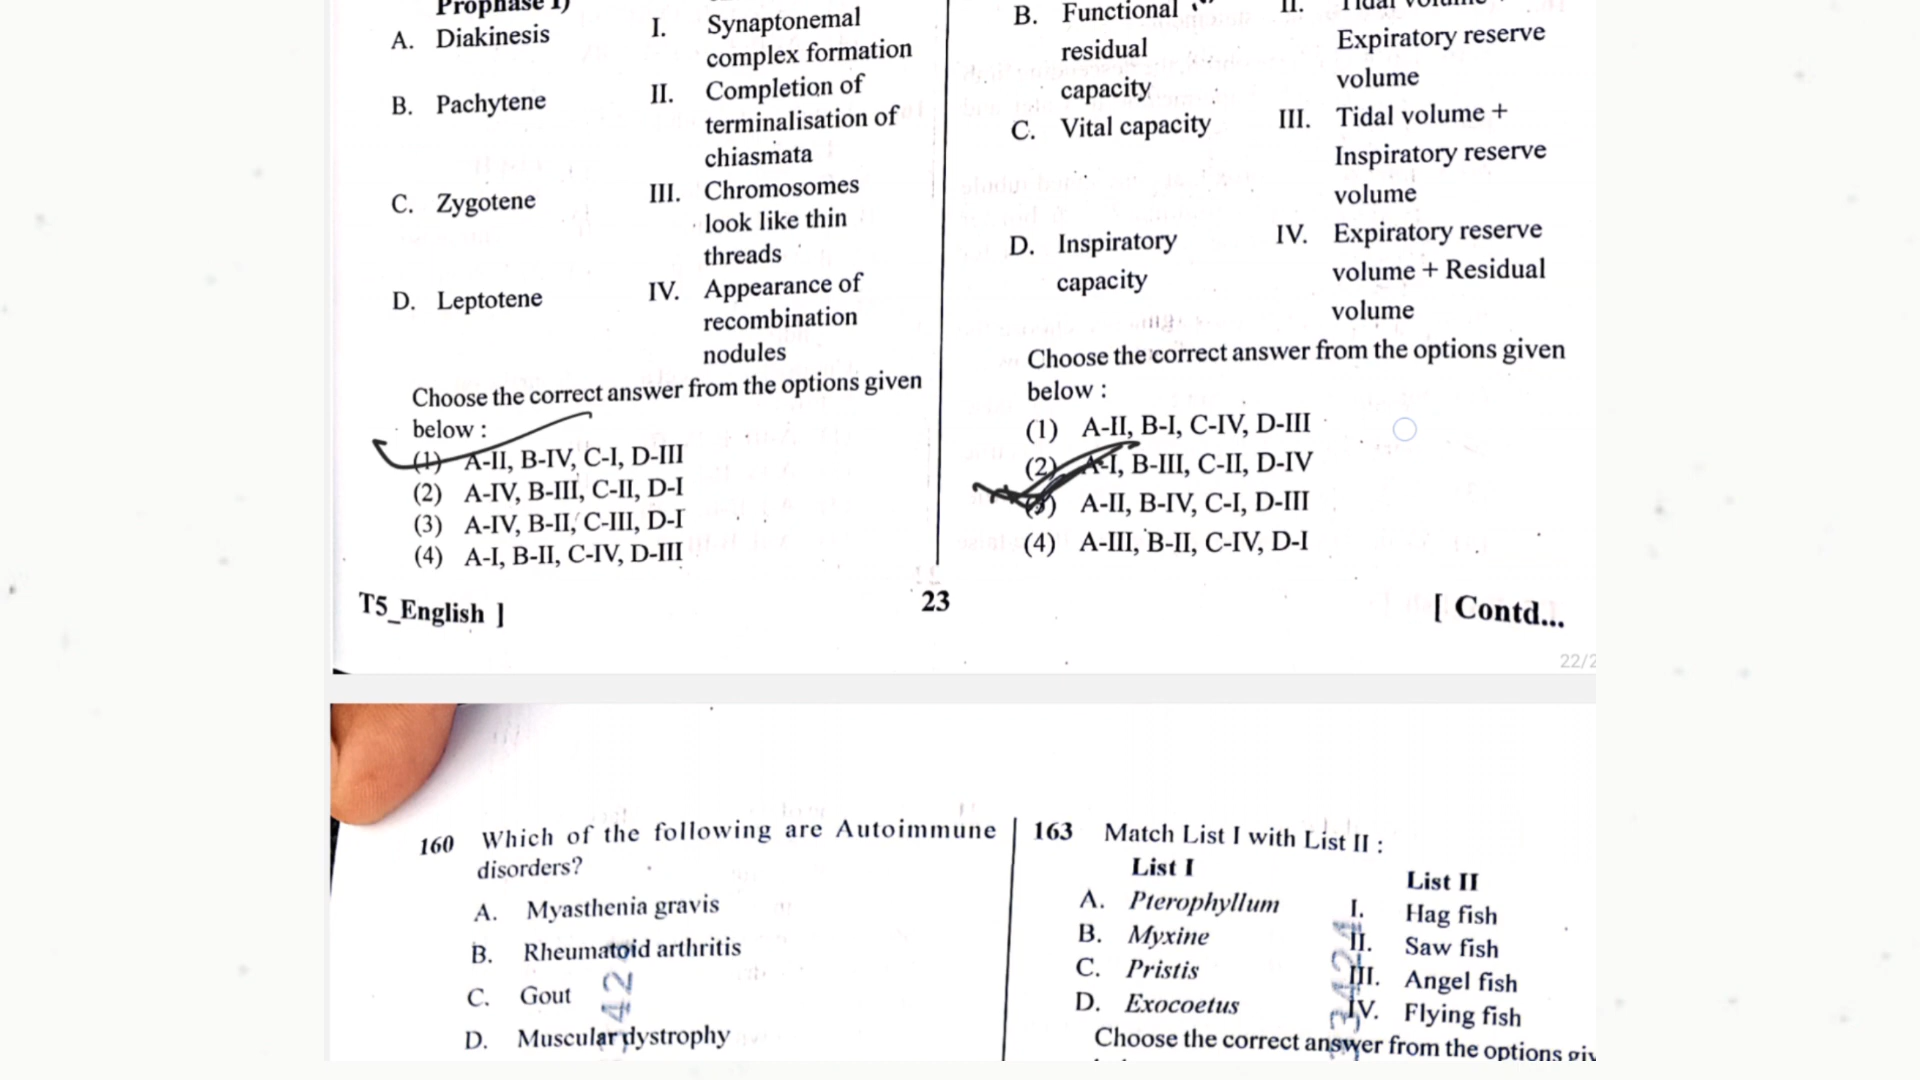 Prophase I)
A. Diakinesis I. Synaptonemal
complex formation
B. Pachytene II. Completion of
terminalisation of
chiasmata
C. Zygotene III. Chromosomes
look like thin
threads
D. Leptotene IV. Appearance of
recombination
nodules
Choose the correct answer from the options given
below :
(1) A-II, B-IV, C-I, D-III
(2) A-IV, B-III, C-II, D-I
(3) A-IV, B-II, C-III, D-I
(4) A-I, B-II, C-IV, D-III
B. Functional II. Tidal volume
residual Expiratory reserve
capacity volume
C. Vital capacity III. Tidal volume +
Inspiratory reserve
volume
D. Inspiratory IV. Expiratory reserve
capacity volume + Residual
volume
Choose the correct answer from the options given
below :
(1) A-II, B-I, C-IV, D-III
(2) A-I, B-III, C-II, D-IV
(3) A-II, B-IV, C-I, D-III
(4) A-III, B-II, C-IV, D-I
T5_English ] 23 [ Contd...
22/2
160 Which of the following are Autoimmune
disorders?
A. Myasthenia gravis
B. Rheumatoid arthritis
C. Gout
D. Muscular dystrophy
163 Match List I with List II :
List I List II
A. Pterophyllum I. Hag fish
B. Myxine II. Saw fish
C. Pristis III. Angel fish
D. Exocoetus IV. Flying fish
Choose the correct answer from the options giv